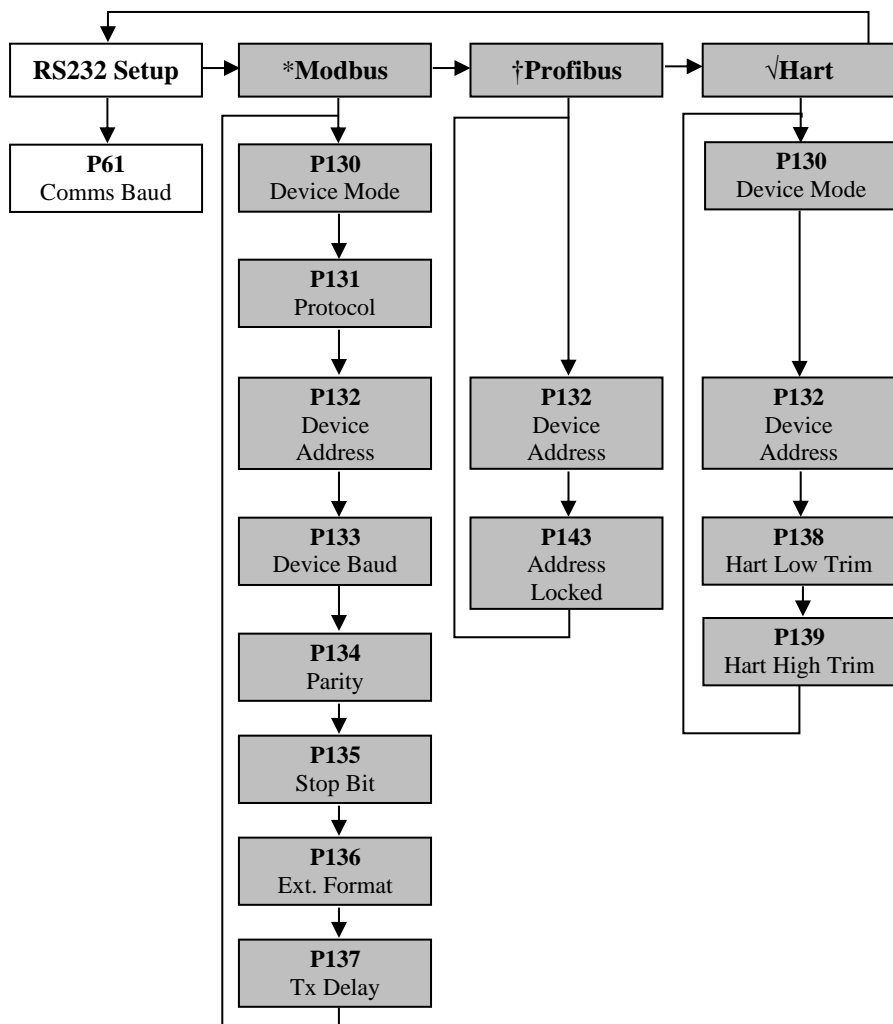 RS232 Setup
*Modbus
†Profibus
√Hart
P61
Comms Baud
P130
Device Mode
P131
Protocol
P132
Device
Address
P133
Device Baud
P134
Parity
P135
Stop Bit
P136
Ext. Format
P137
Tx Delay
P132
Device
Address
P143
Address
Locked
P130
Device Mode
P132
Device
Address
P138
Hart Low Trim
P139
Hart High Trim